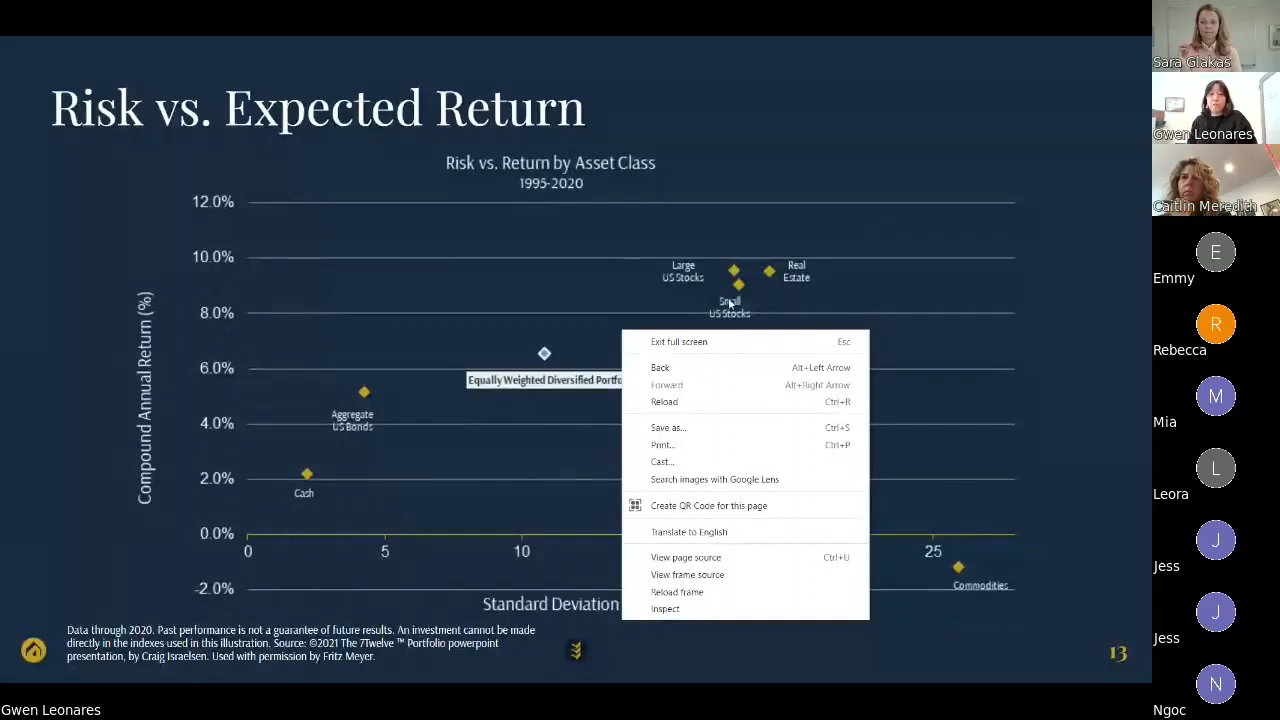 Risk vs. Expected Return
Risk vs. Return by Asset Class
1995-2020
Compound Annual Return (%)
12.0%
10.0%
8.0%
6.0%
4.0%
2.0%
0.0%
-2.0%
Large
US Stocks
Real
Estate
Small
US Stocks
Equally Weighted Diversified Portfo
Aggregate
US Bonds
Cash
Commodities
0
5
10
25
Standard Deviation
Exit full screen Esc
Back Alt+Left Arrow
Forward Alt+Right Arrow
Reload Ctrl+R
Save as... Ctrl+S
Print... Ctrl+P
Cast...
Search images with Google Lens
Create QR Code for this page
Translate to English
View page source Ctrl+U
View frame source
Reload frame
Inspect
Data through 2020. Past performance is not a guarantee of future results. An investment cannot be made
directly in the indexes used in this illustration. Source: ©2021 The 7Twelve ™ Portfolio powerpoint
presentation, by Craig Israelsen. Used with permission by Fritz Meyer.
13
Gwen Leonares
Sara Glakas
Gwen Leonares
Caitlin Meredith
E
Emmy
R
Rebecca
M
Mia
L
Leora
J
Jess
J
Jess
N
Ngoc